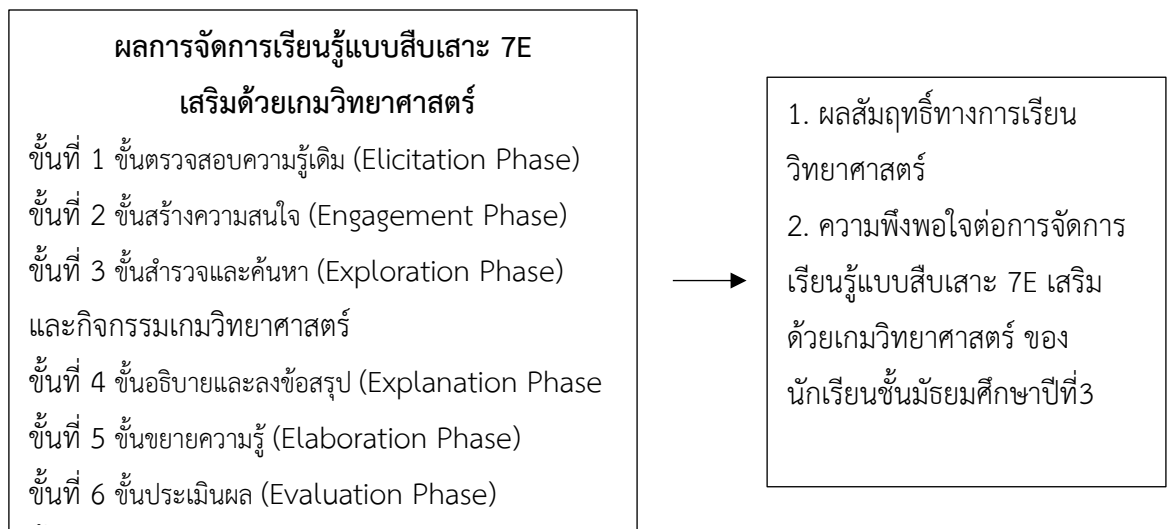 ผลการจัดการเรียนรู้แบบสืบเสาะ 7E
เสริมด้วยเกมวิทยาศาสตร์
ขั้นที่ 1 ขั้นตรวจสอบความรู้เดิม (Elicitation Phase)
ขั้นที่ 2 ขั้นสร้างความสนใจ (Engagement Phase)
ขั้นที่ 3 ขั้นสำรวจและค้นหา (Exploration Phase)
และกิจกรรมเกมวิทยาศาสตร์
ขั้นที่ 4 ขั้นอธิบายและลงข้อสรุป (Explanation Phase
ขั้นที่ 5 ขั้นขยายความรู้ (Elaboration Phase)
ขั้นที่ 6 ขั้นประเมินผล (Evaluation Phase)
1. ผลสัมฤทธิ์ทางการเรียน
วิทยาศาสตร์
2. ความพึงพอใจต่อการจัดการ
เรียนรู้แบบสืบเสาะ 7E เสริม
ด้วยเกมวิทยาศาสตร์ ของ
นักเรียนชั้นมัธยมศึกษาปีที่3